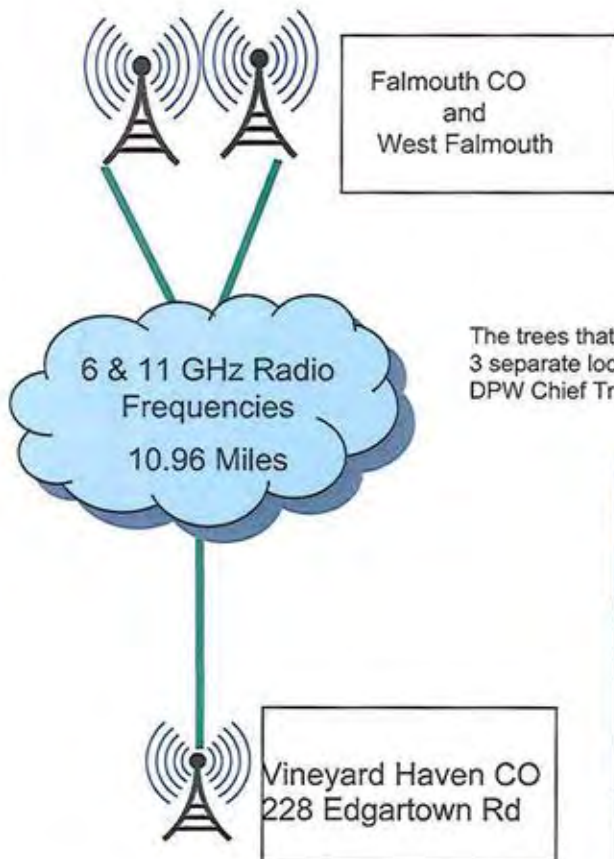 Falmouth CO
and
West Falmouth
6 & 11 GHz Radio
Frequencies
10.96 Miles
The trees that
3 separate loc
DPW Chief Tr
Vineyard Haven CO
228 Edgartown Rd